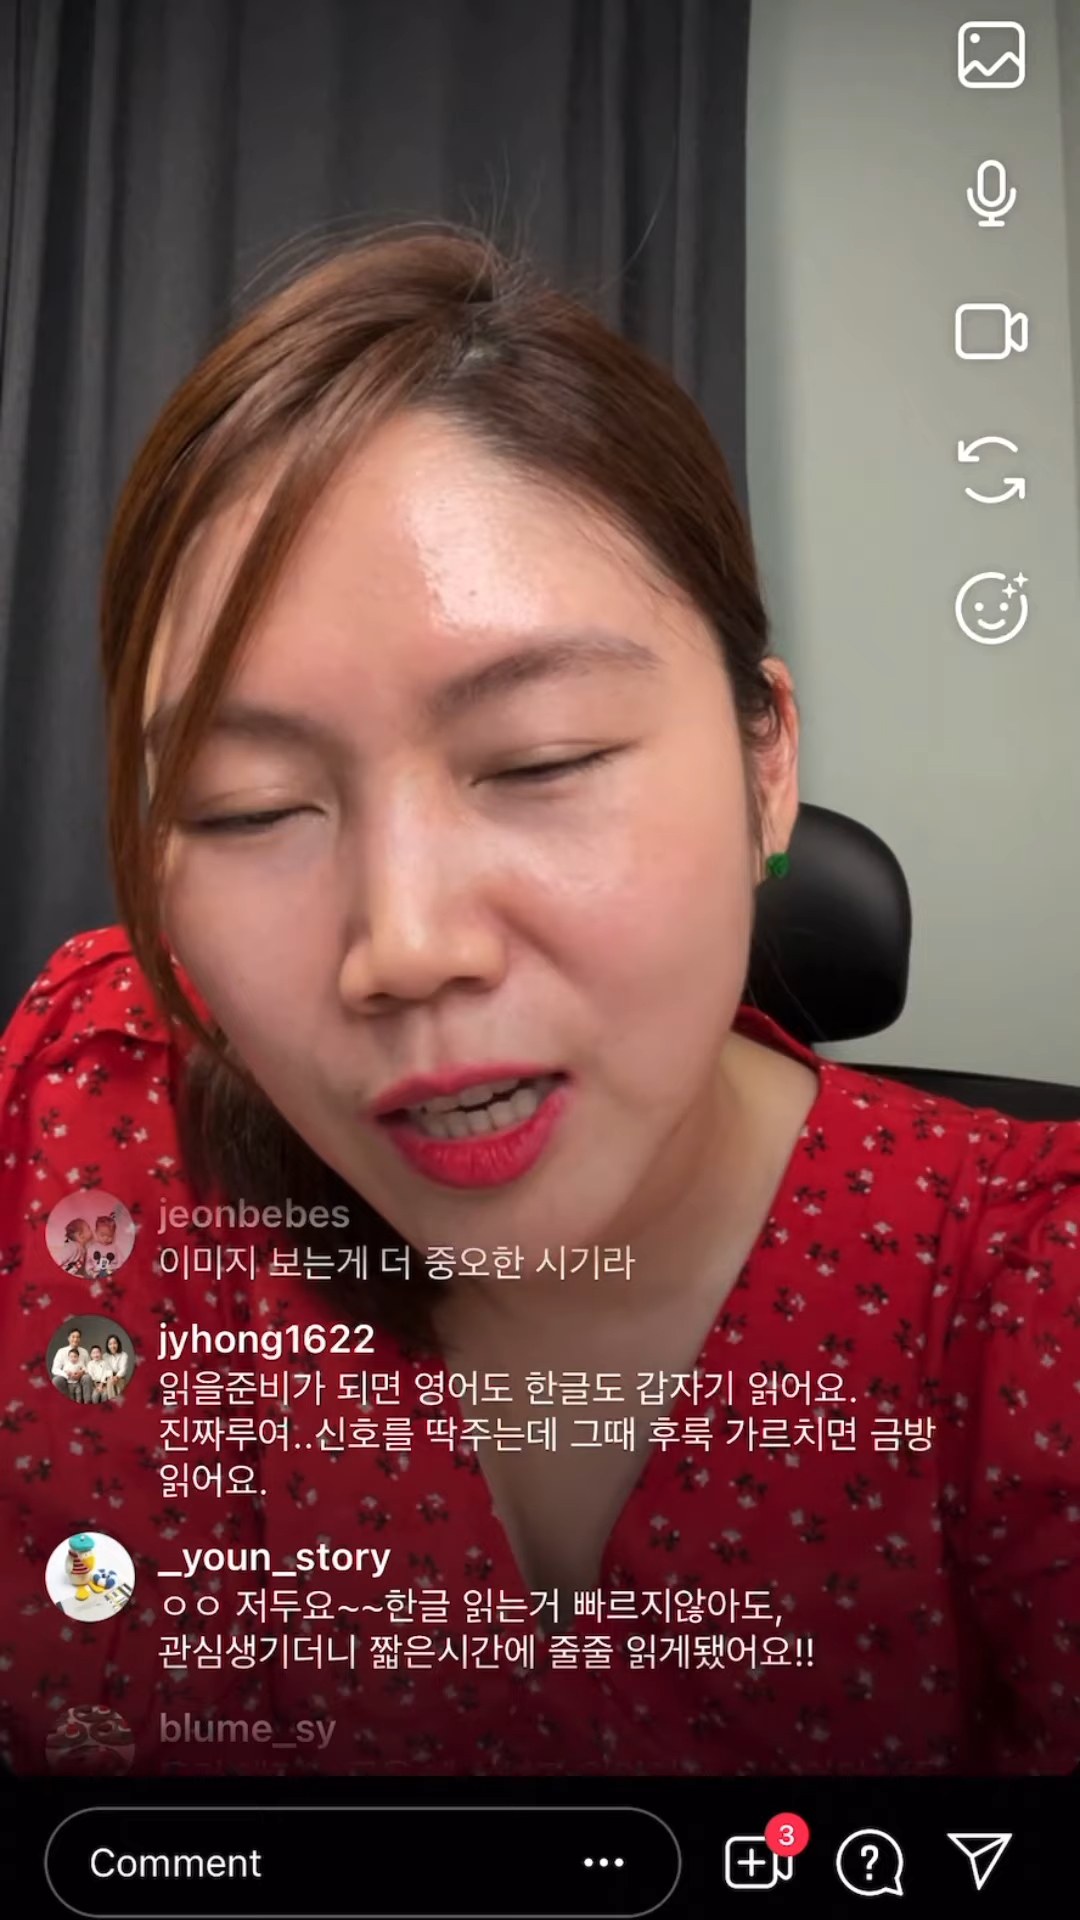 jeonbebes
이미지 보는게 더 중오한 시기라
jyhong1622
읽을준비가 되면 영어도 한글도 갑자기 읽어요.
진짜루여..신호를 딱주는데 그때 후룩 가르치면 금방
읽어요.
_youn_story
ㅇㅇ 저두요~~한글 읽는거 빠르지않아도,
관심생기더니 짧은시간에 줄줄 읽게됐어요!!
blume_sy
3
Comment